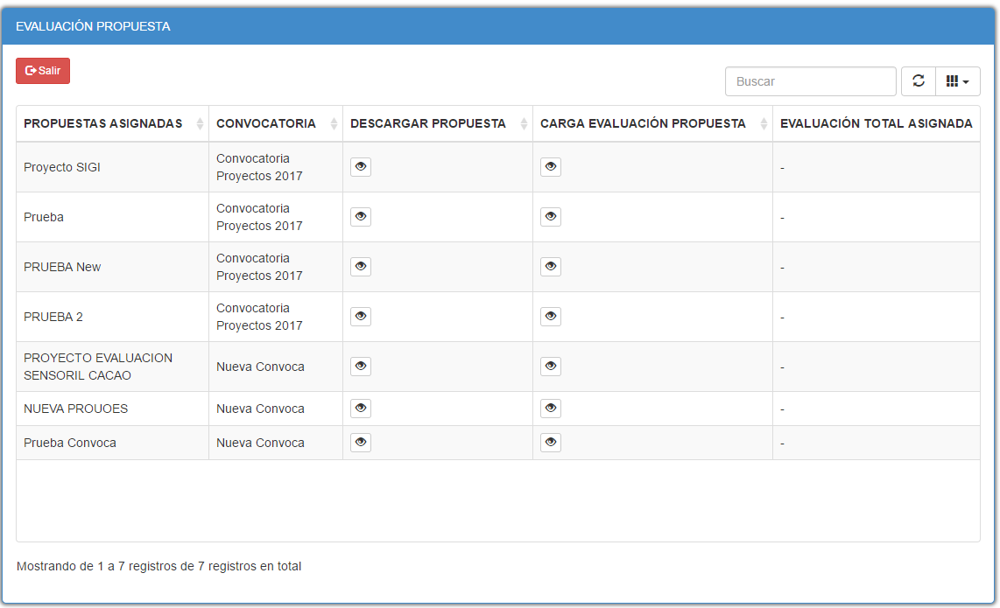 EVALUACIÓN PROPUESTA
Salir
Buscar
PROPUESTAS ASIGNADAS CONVOCATORIA DESCARGAR PROPUESTA CARGA EVALUACIÓN PROPUESTA EVALUACIÓN TOTAL ASIGNADA
Proyecto SIGI
Convocatoria
Proyectos 2017
-
Prueba
Convocatoria
Proyectos 2017
-
PRUEBA New
Convocatoria
Proyectos 2017
-
PRUEBA 2
Convocatoria
Proyectos 2017
-
PROYECTO EVALUACION
SENSORIL CACAO
Nueva Convoca
-
NUEVA PROUOES Nueva Convoca -
Prueba Convoca Nueva Convoca -
Mostrando de 1 a 7 registros de 7 registros en total